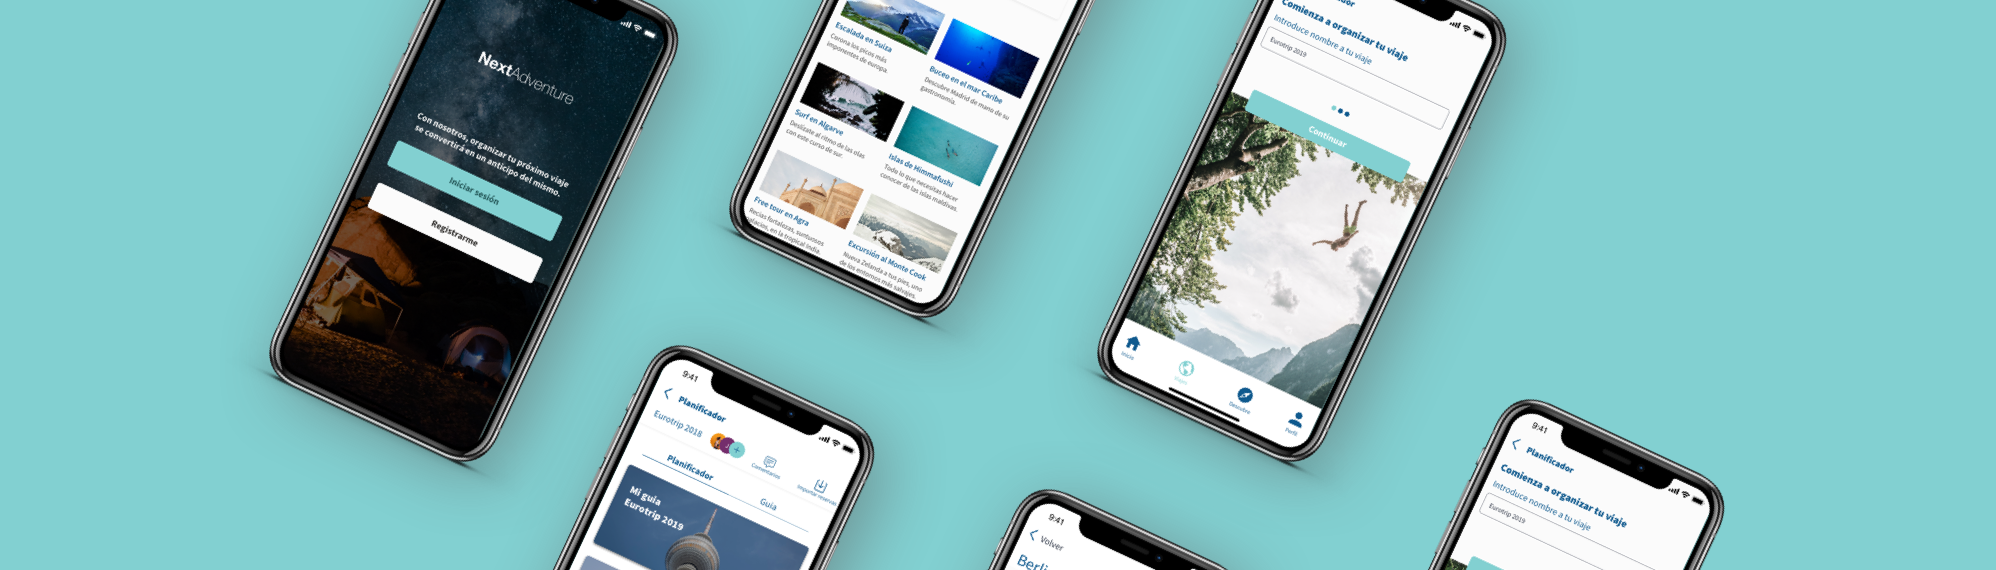 NextAdventure
Con nosotros, organizar tu próximo viaje
se convertirá en un anticipo del mismo.
Iniciar sesión
Registrarme
Escalada en Suiza
Corona los picos más
imponentes de europa.
Buceo en el mar Caribe
Descubre Madrid de mano de su
gastronomía.
Surf en Algarve
Deslízate al ritmo de las olas
con este curso de sur.
Islas de Himmafushi
Todo lo que necesitas hacer
conocer de las islas maldivas.
Free tour en Agra
Recias fortalezas, suntuosos
palacios, en la tropical India.
Excursión al Monte Cook
Nueva Zelanda a tus pies, uno
de los entornos más salvajes.
Comienza a organizar tu viaje
Introduce nombre a tu viaje
Eurotrip 2019
Continuar
Inicio
Descubre
Perfil
9:41
Planificador
Eurotrip 2018
Comentarios
Importar reservas
Planificador
Guía
Mi guia
Eurotrip 2019
9:41
Volver
9:41
Planificador
Comienza a organizar tu viaje
Introduce nombre a tu viaje
Eurotrip 2019